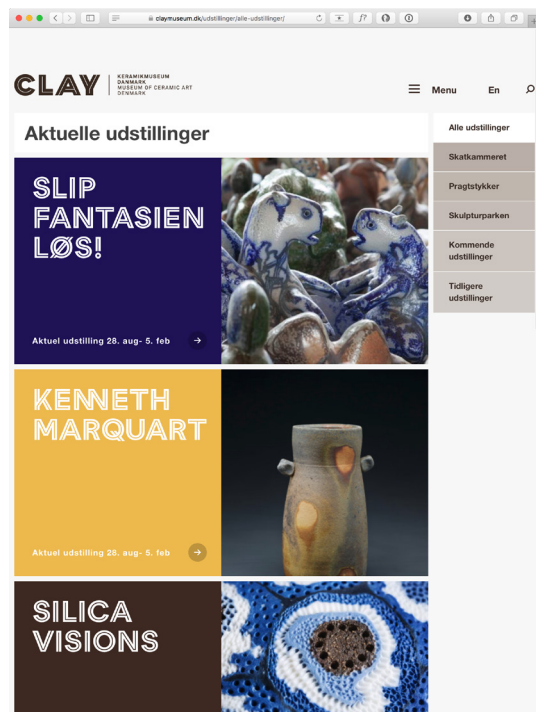 claymuseum.dk/udstillinger/alle-udstillinger/
f?
CLAY
KERAMIKMUSEUM
DANMARK
MUSEUM OF CERAMIC ART
DENMARK
Menu
En
Aktuelle udstillinger
Alle udstillinger
Skatkammeret
Pragtstykker
Skulpturparken
Kommende
udstillinger
Tidligere
udstillinger
SLIP
FANTASIEN
LØS!
Aktuel udstilling 28. aug- 5. feb
KENNETH
MARQUART
Aktuel udstilling 28. aug- 5. feb
SILICA
VISIONS